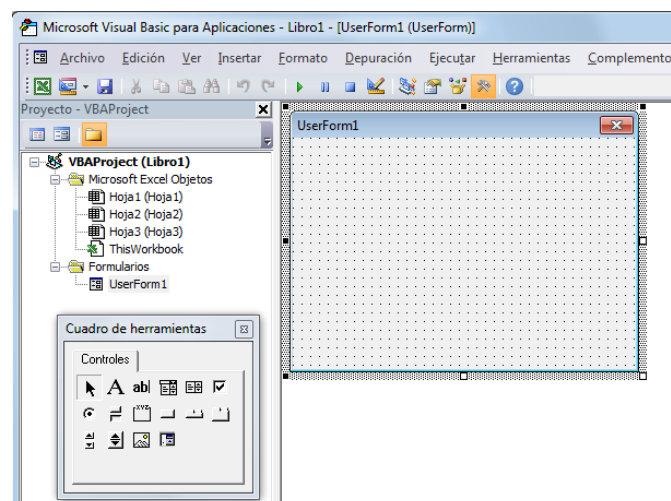 Microsoft Visual Basic para Aplicaciones - Libro1 - [UserForm1 (UserForm)]
Archivo Edición Ver Insertar Formato Depuración Ejecutar Herramientas Complemento
Proyecto - VBAProject
UserForm1
VBAProject (Libro1)
Microsoft Excel Objetos
Hoja1 (Hoja1)
Hoja2 (Hoja2)
Hoja3 (Hoja3)
ThisWorkbook
Formularios
UserForm1
Cuadro de herramientas
Controles
A ab|
XYZ